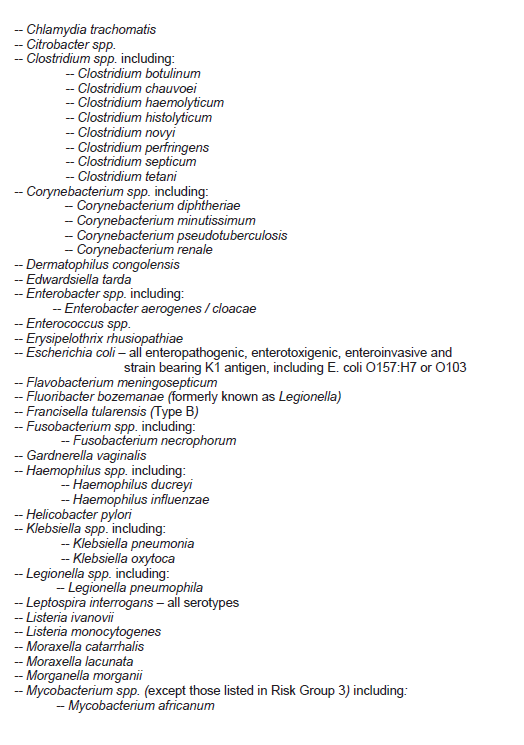 -- Chlamydia trachomatis
-- Citrobacter spp.
-- Clostridium spp. including:
-- Clostridium botulinum
-- Clostridium chauvoei
-- Clostridium haemolyticum
-- Clostridium histolyticum
-- Clostridium novyi
-- Clostridium perfringens
-- Clostridium septicum
-- Clostridium tetani
-- Corynebacterium spp. including:
-- Corynebacterium diphtheriae
-- Corynebacterium minutissimum
-- Corynebacterium pseudotuberculosis
-- Corynebacterium renale
-- Dermatophilus congolensis
-- Edwardsiella tarda
-- Enterobacter spp. including:
-- Enterobacter aerogenes / cloacae
-- Enterococcus spp.
-- Erysipelothrix rhusiopathiae
-- Escherichia coli – all enteropathogenic, enterotoxigenic, enteroinvasive and
strain bearing K1 antigen, including E. coli O157:H7 or O103
-- Flavobacterium meningosepticum
-- Fluoribacter bozemanae (formerly known as Legionella)
-- Francisella tularensis (Type B)
-- Fusobacterium spp. including:
-- Fusobacterium necrophorum
-- Gardnerella vaginalis
-- Haemophilus spp. including:
-- Haemophilus ducreyi
-- Haemophilus influenzae
-- Helicobacter pylori
-- Klebsiella spp. including:
-- Klebsiella pneumonia
-- Klebsiella oxytoca
-- Legionella spp. including:
-- Legionella pneumophila
-- Leptospira interrogans – all serotypes
-- Listeria ivanovii
-- Listeria monocytogenes
-- Moraxella catarrhalis
-- Moraxella lacunata
-- Morganella morganii
-- Mycobacterium spp. (except those listed in Risk Group 3) including:
-- Mycobacterium africanum